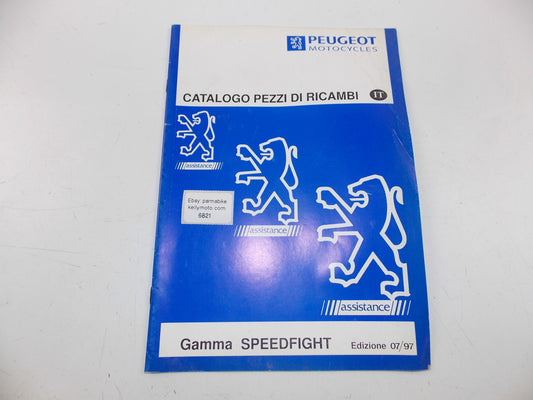 PEUGEOT
MOTOCYCLES
CATALOGO PEZZI DI RICAMBI IT
assistance
Ebay permabike
kellymoto.com
6821
assistance
assistance
Gamma SPEEDFIGHT Edizione 07/97